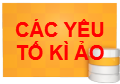 CÁC YẾU
TỐ KÌ ẢO